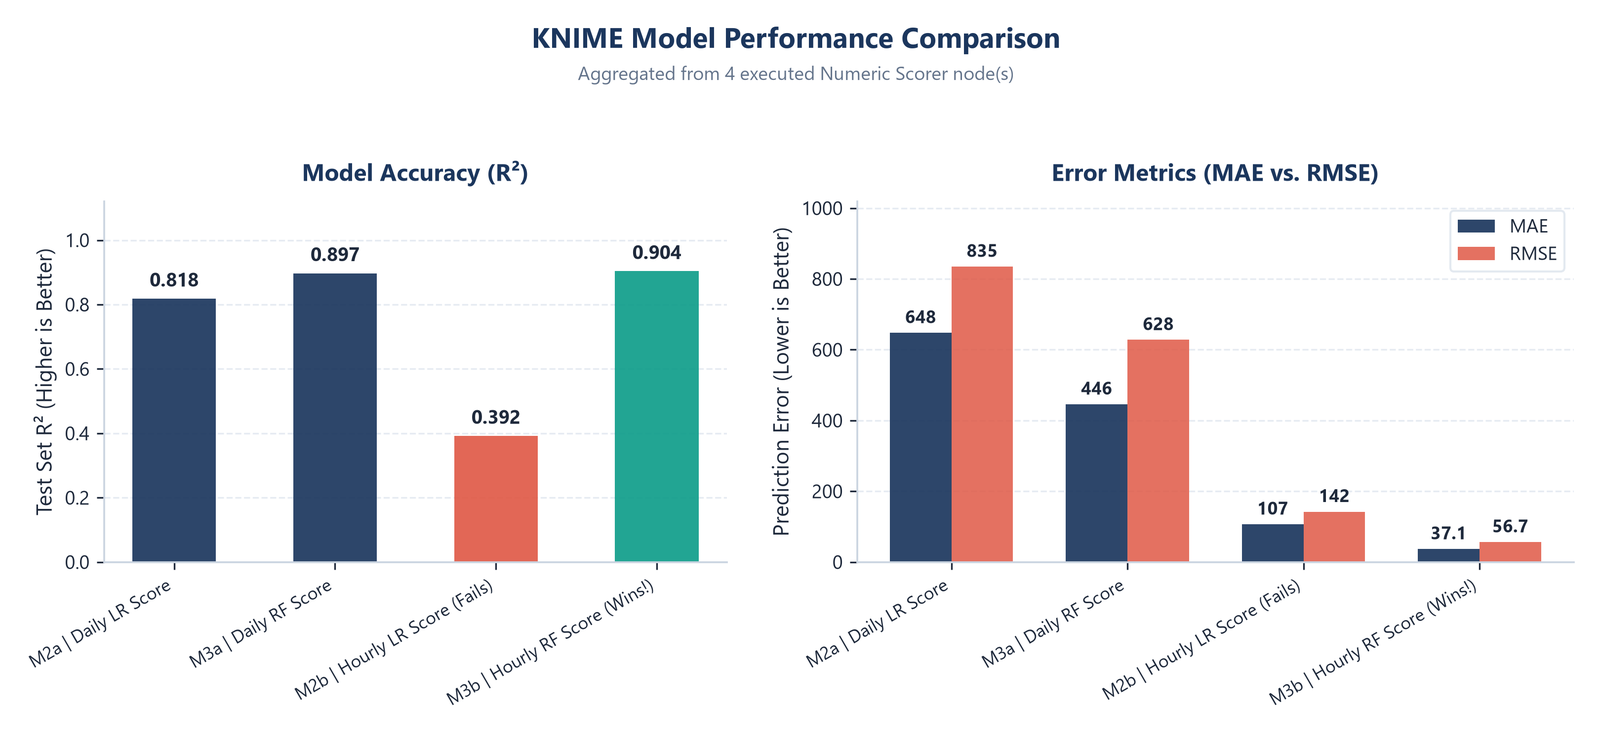 KNIME Model Performance Comparison
Aggregated from 4 executed Numeric Scorer node(s)
Model Accuracy (R²)
Test Set R² (Higher is Better)
1.0
0.8
0.6
0.4
0.2
0.0
0.818
0.897
0.392
0.904
M2a | Daily LR Score
M3a | Daily RF Score
M2b | Hourly LR Score (Fails)
M3b | Hourly RF Score (Wins!)
Error Metrics (MAE vs. RMSE)
Prediction Error (Lower is Better)
1000
800
600
400
200
0
MAE
RMSE
648
835
446
628
107
142
37.1
56.7
M2a | Daily LR Score
M3a | Daily RF Score
M2b | Hourly LR Score (Fails)
M3b | Hourly RF Score (Wins!)